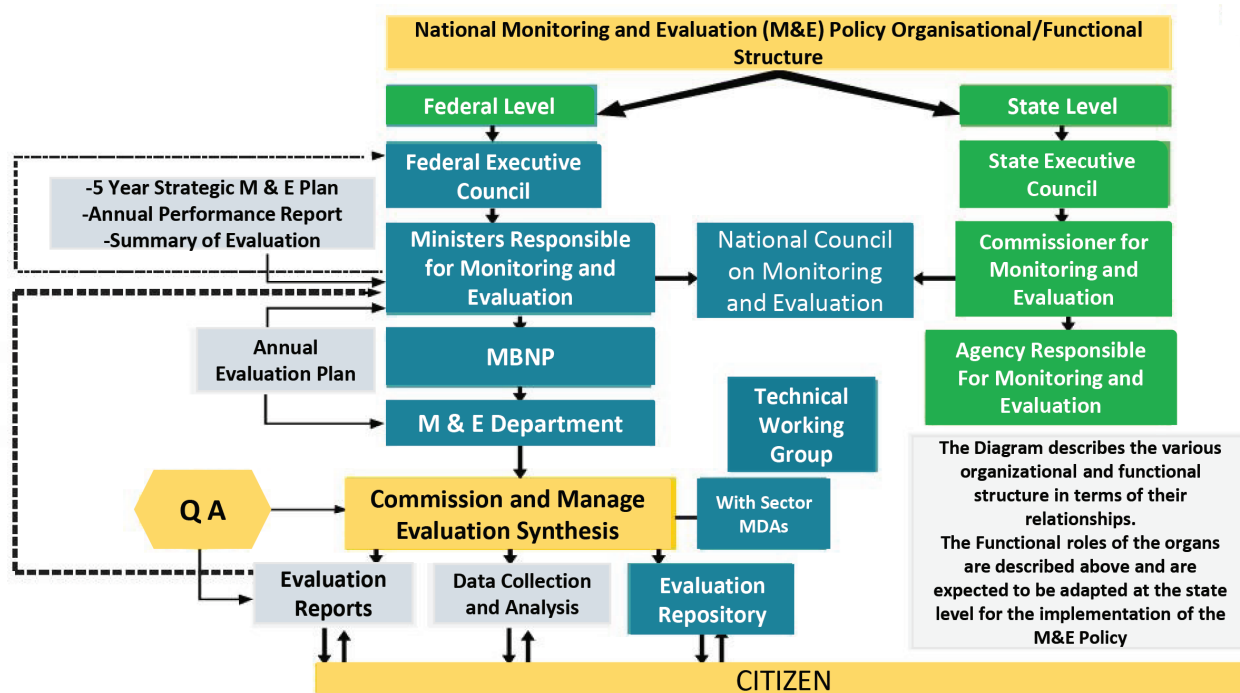 National Monitoring and Evaluation (M&E) Policy Organisational/Functional
Structure
Federal Level
State Level
Federal Executive
Council
State Executive
Council
-5 Year Strategic M & E Plan
-Annual Performance Report
-Summary of Evaluation
Ministers Responsible
for Monitoring and
Evaluation
National Council
on Monitoring
and Evaluation
Commissioner for
Monitoring and
Evaluation
Annual
Evaluation Plan
MBNP
Agency Responsible
For Monitoring and
Evaluation
M & E Department
Technical
Working
Group
The Diagram describes the various
organizational and functional
structure in terms of their
relationships.
The Functional roles of the organs
are described above and are
expected to be adapted at the state
level for the implementation of the
M&E Policy
Q A
Commission and Manage
Evaluation Synthesis
With Sector
MDAs
Evaluation
Reports
Data Collection
and Analysis
Evaluation
Repository
CITIZEN